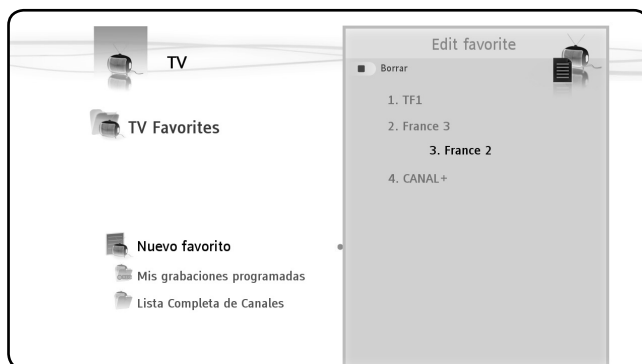 TV
TV Favorites
Nuevo favorito
Mis grabaciones programadas
Lista Completa de Canales
Edit favorite
Borrar
1. TF1
2. France 3
3. France 2
4. CANAL+